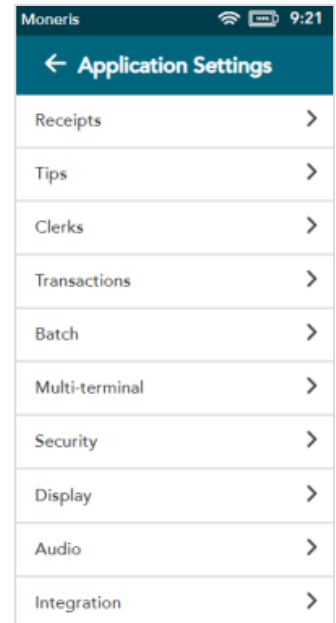 Moneris 9:21
Application Settings
Receipts
Tips
Clerks
Transactions
Batch
Multi-terminal
Security
Display
Audio
Integration